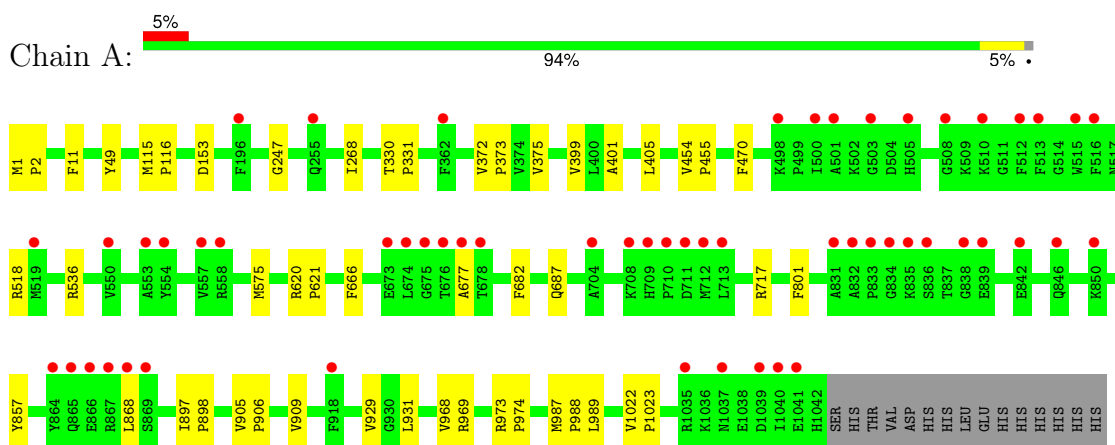 5%
Chain A:
94%
5%
•
M1 P2 F11 Y49 M115 P116 D153 F196 G247 Q255 I268 T330 P331 F362 V372 P373 V374 V375 V399 L400 A401 L405 V454 P455 F470 K498 P499 I500 A501 K502 G503 D504 H505 G508 K509 K510 G511 F512 F513 G514 W515 F516 N517
R518 M519 R536 V550 A553 Y554 V557 R558 M575 R620 P621 F666 E673 L674 G675 T676 A677 T678 F682 Q687 A704 K708 H709 P710 D711 M712 L713 R717 F801 A831 A832 P833 G834 K835 S836 T837 G838 E839 E842 Q846 K850
Y857 Y864 Q865 E866 R867 L868 S869 I897 P898 V905 P906 V909 F918 V929 G930 L931 V968 R969 R973 P974 M987 P988 L989 V1022 P1023 R1035 K1036 N1037 E1038 D1039 I1040 E1041 H1042 SER HIS THR VAL ASP HIS HIS LEU GLU HIS HIS HIS HIS HIS HIS